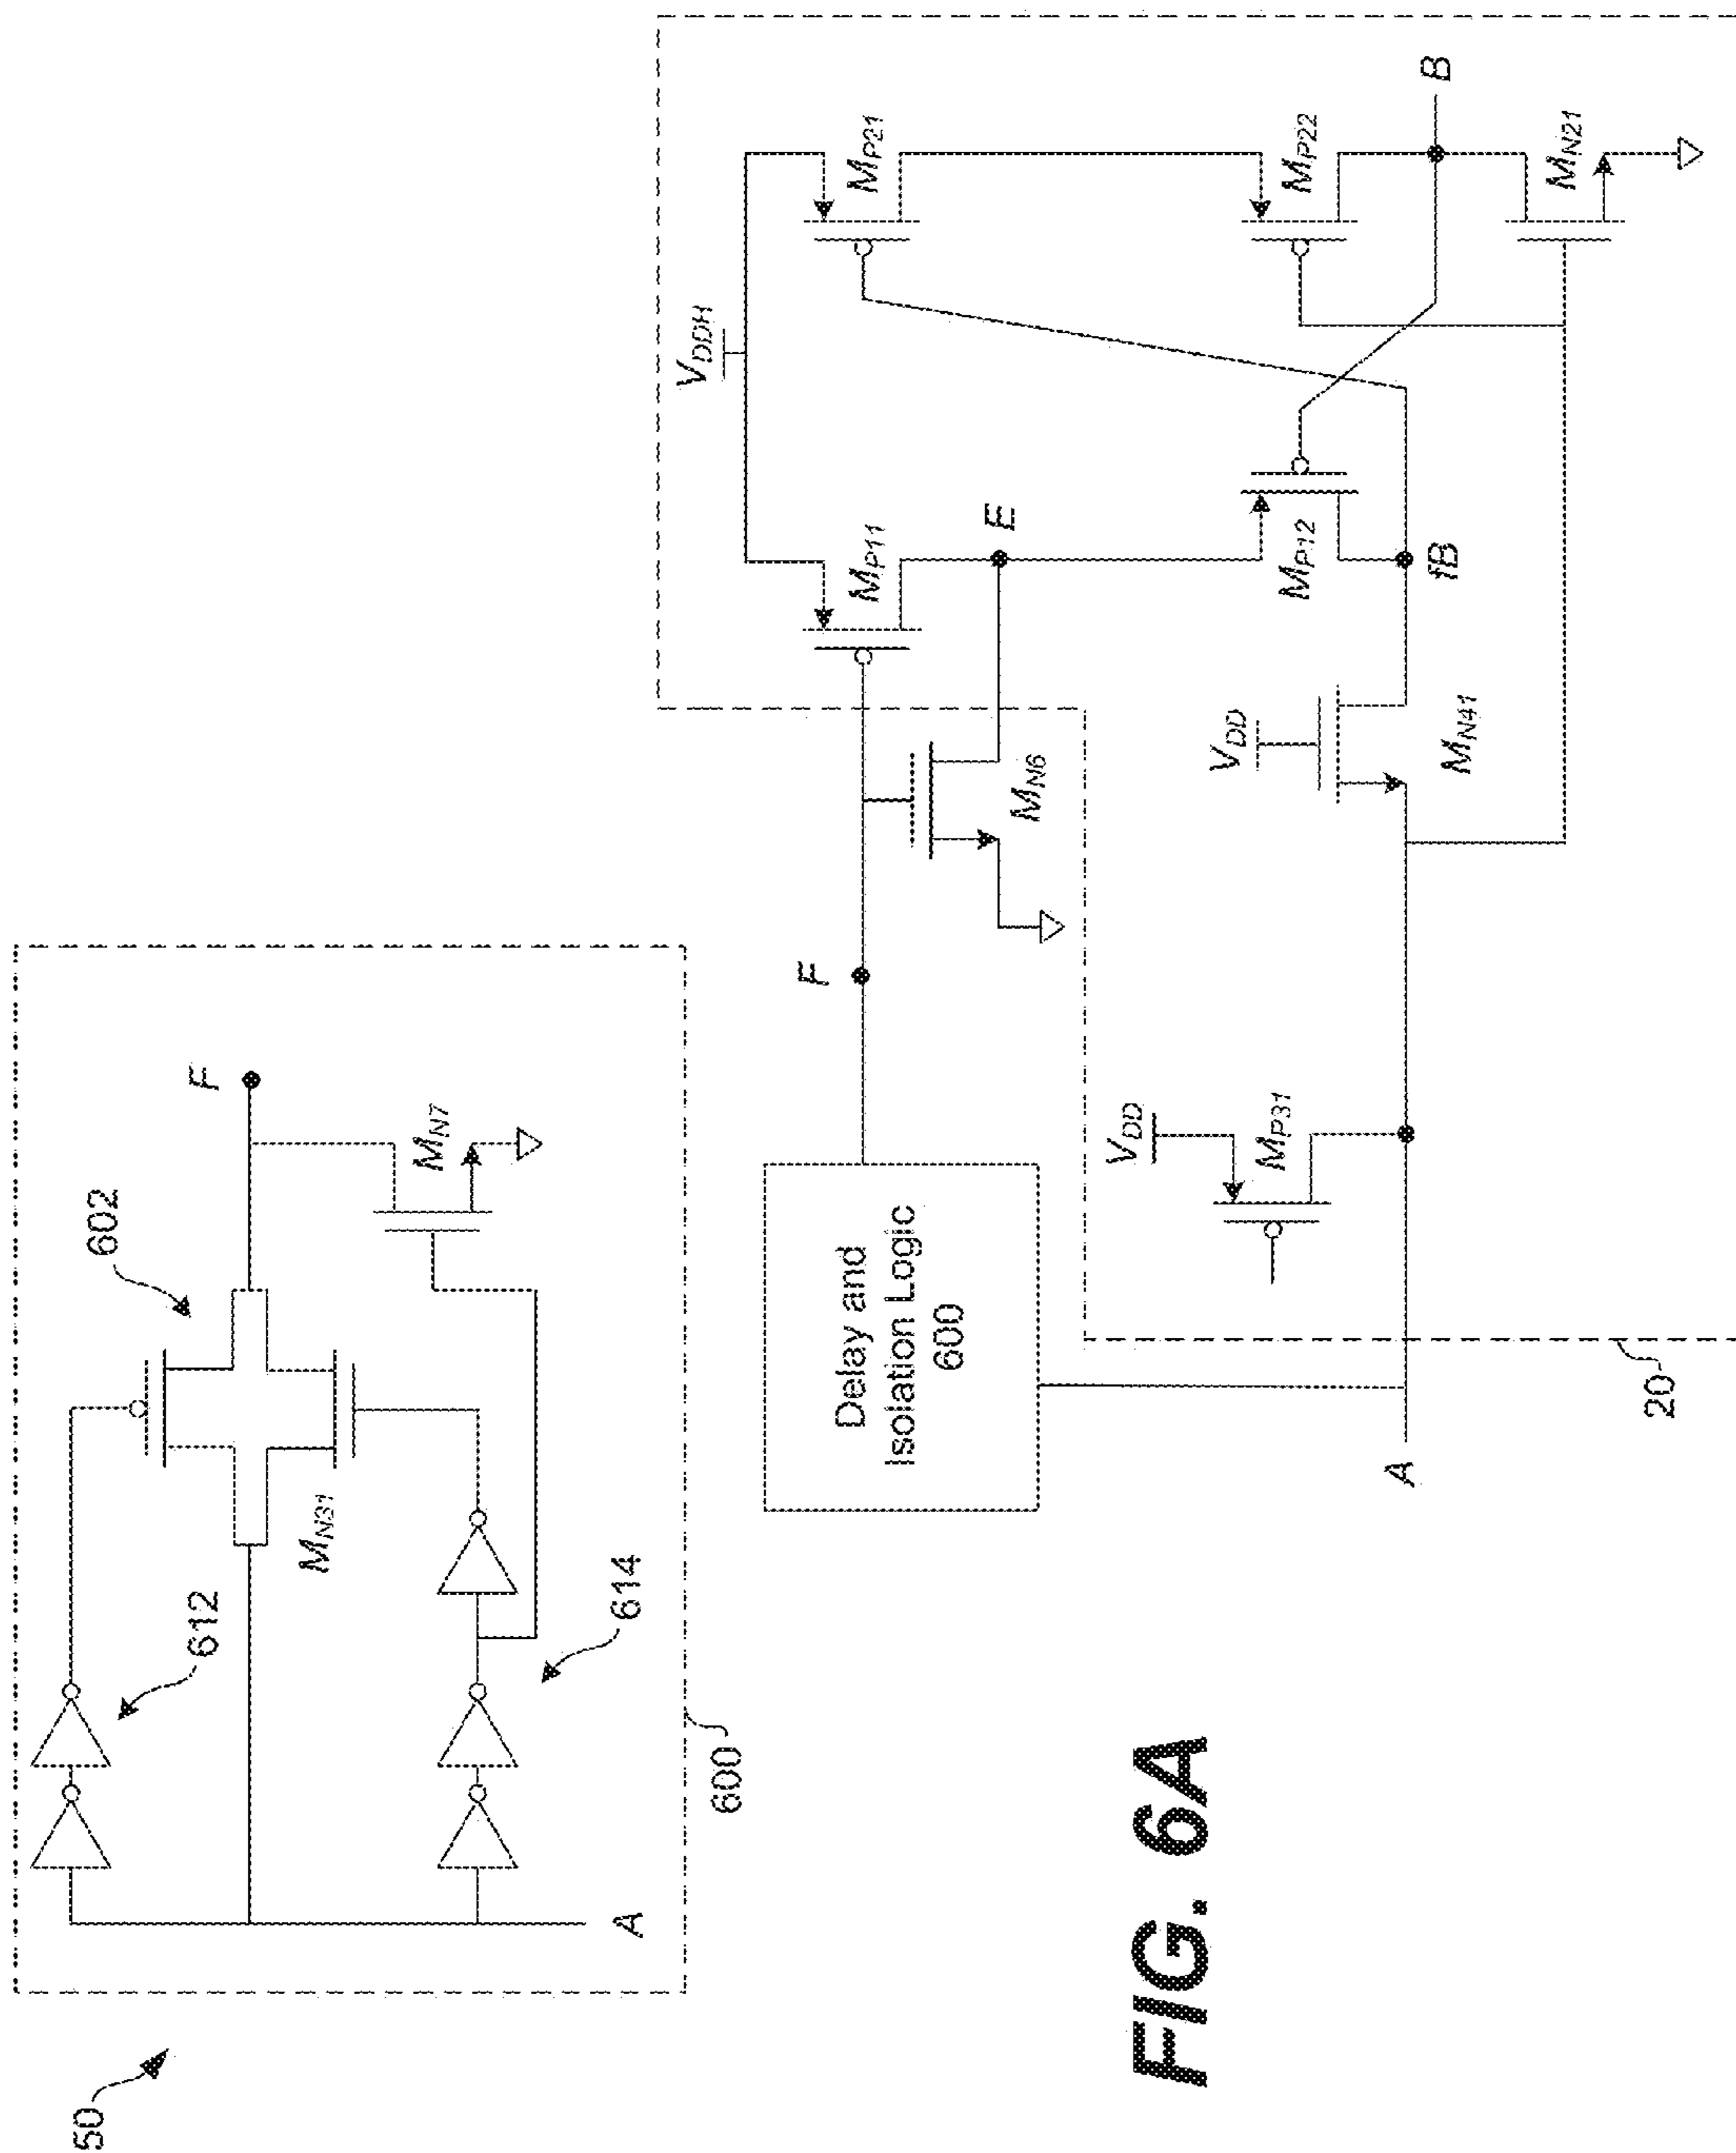 50
612
602
F
M_N31
M_N7
614
A
600
Delay and
Isolation Logic
600
F
V_DDH
M_P11
M_P21
E
M_N6
M_P12
M_P22
V_DD
M_P31
V_DD
M_N41
fB
B
M_N21
A
20
FIG. 6A